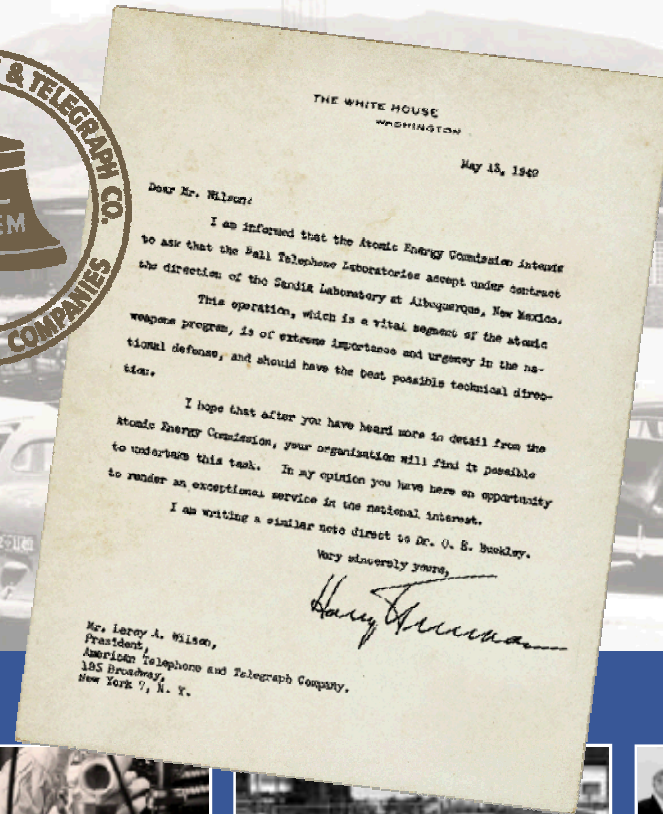 & TELEGRAPH CO.
EM
COMPANIES
THE WHITE HOUSE
WASHINGTON
May 13, 1949
Dear Mr. Wilson:
I am informed that the Atomic Energy Commission intends
to ask that the Bell Telephone Laboratories accept under contract
the direction of the Sandia Laboratory at Albuquerque, New Mexico.
This operation, which is a vital segment of the atomic
weapons program, is of extreme importance and urgency in the na-
tional defense, and should have the best possible technical direc-
tion.
I hope that after you have heard more in detail from the
Atomic Energy Commission, your organization will find it possible
to undertake this task. In my opinion you have here an opportunity
to render an exceptional service in the national interest.
I am writing a similar note direct to Dr. O. E. Buckley.
Very sincerely yours,
Harry Truman
Mr. Leroy A. Wilson,
President,
American Telephone and Telegraph Company,
195 Broadway,
New York 7, N. Y.